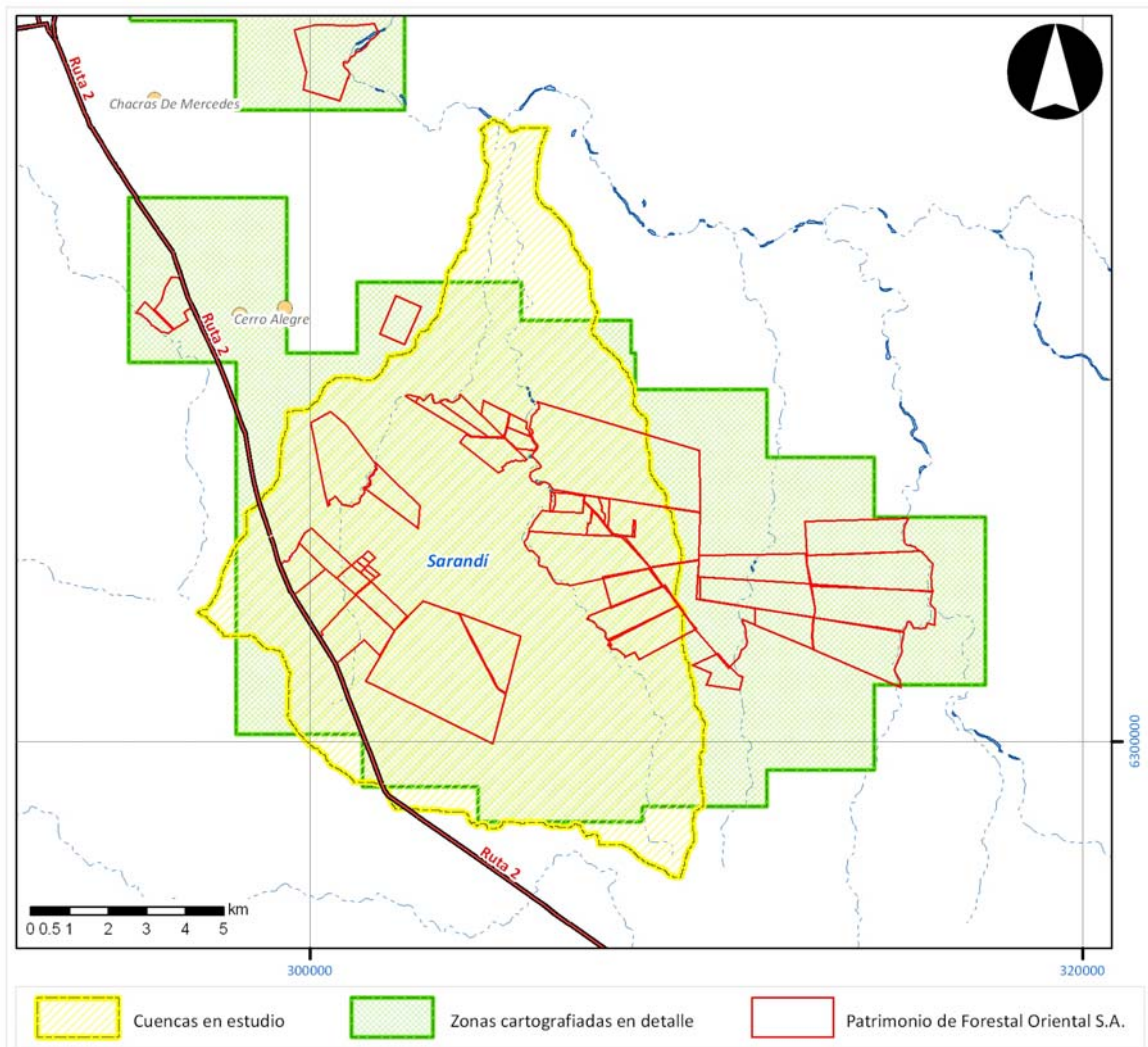 Ruta 2
Chacras De Mercedes
Ruta 2
Cerro Alegre
Sarandí
6300000
Ruta 2
km
0 0.5 1 2 3 4 5
300000
320000
Cuencas en estudio
Zonas cartografiadas en detalle
Patrimonio de Forestal Oriental S.A.